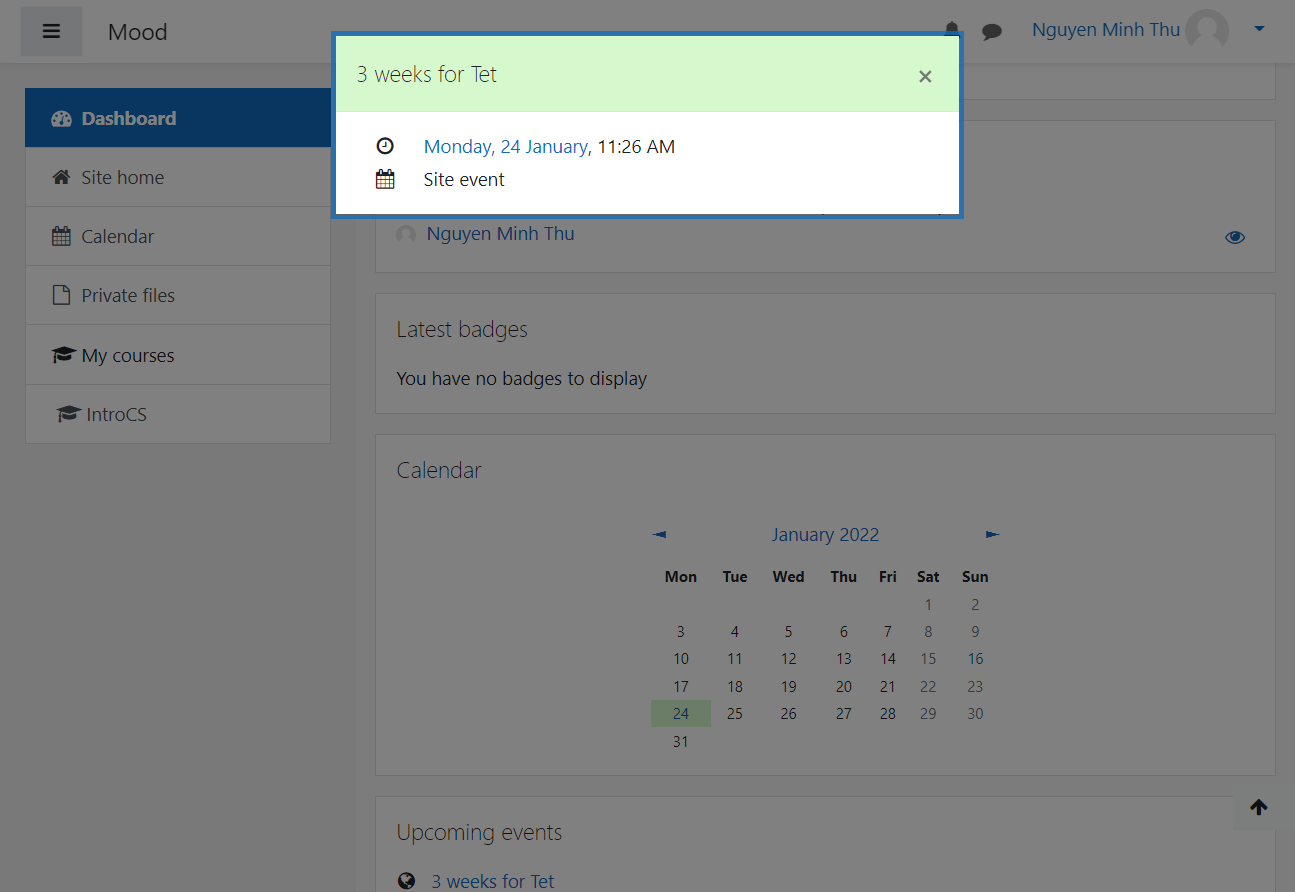 Mood
Nguyen Minh Thu
3 weeks for Tet
×
Monday, 24 January, 11:26 AM
Site event
Dashboard
Site home
Calendar
Private files
My courses
IntroCS
Nguyen Minh Thu
Latest badges
You have no badges to display
Calendar
◄ January 2022 ►
Mon Tue Wed Thu Fri Sat Sun
1 2
3 4 5 6 7 8 9
10 11 12 13 14 15 16
17 18 19 20 21 22 23
24 25 26 27 28 29 30
31
Upcoming events
3 weeks for Tet